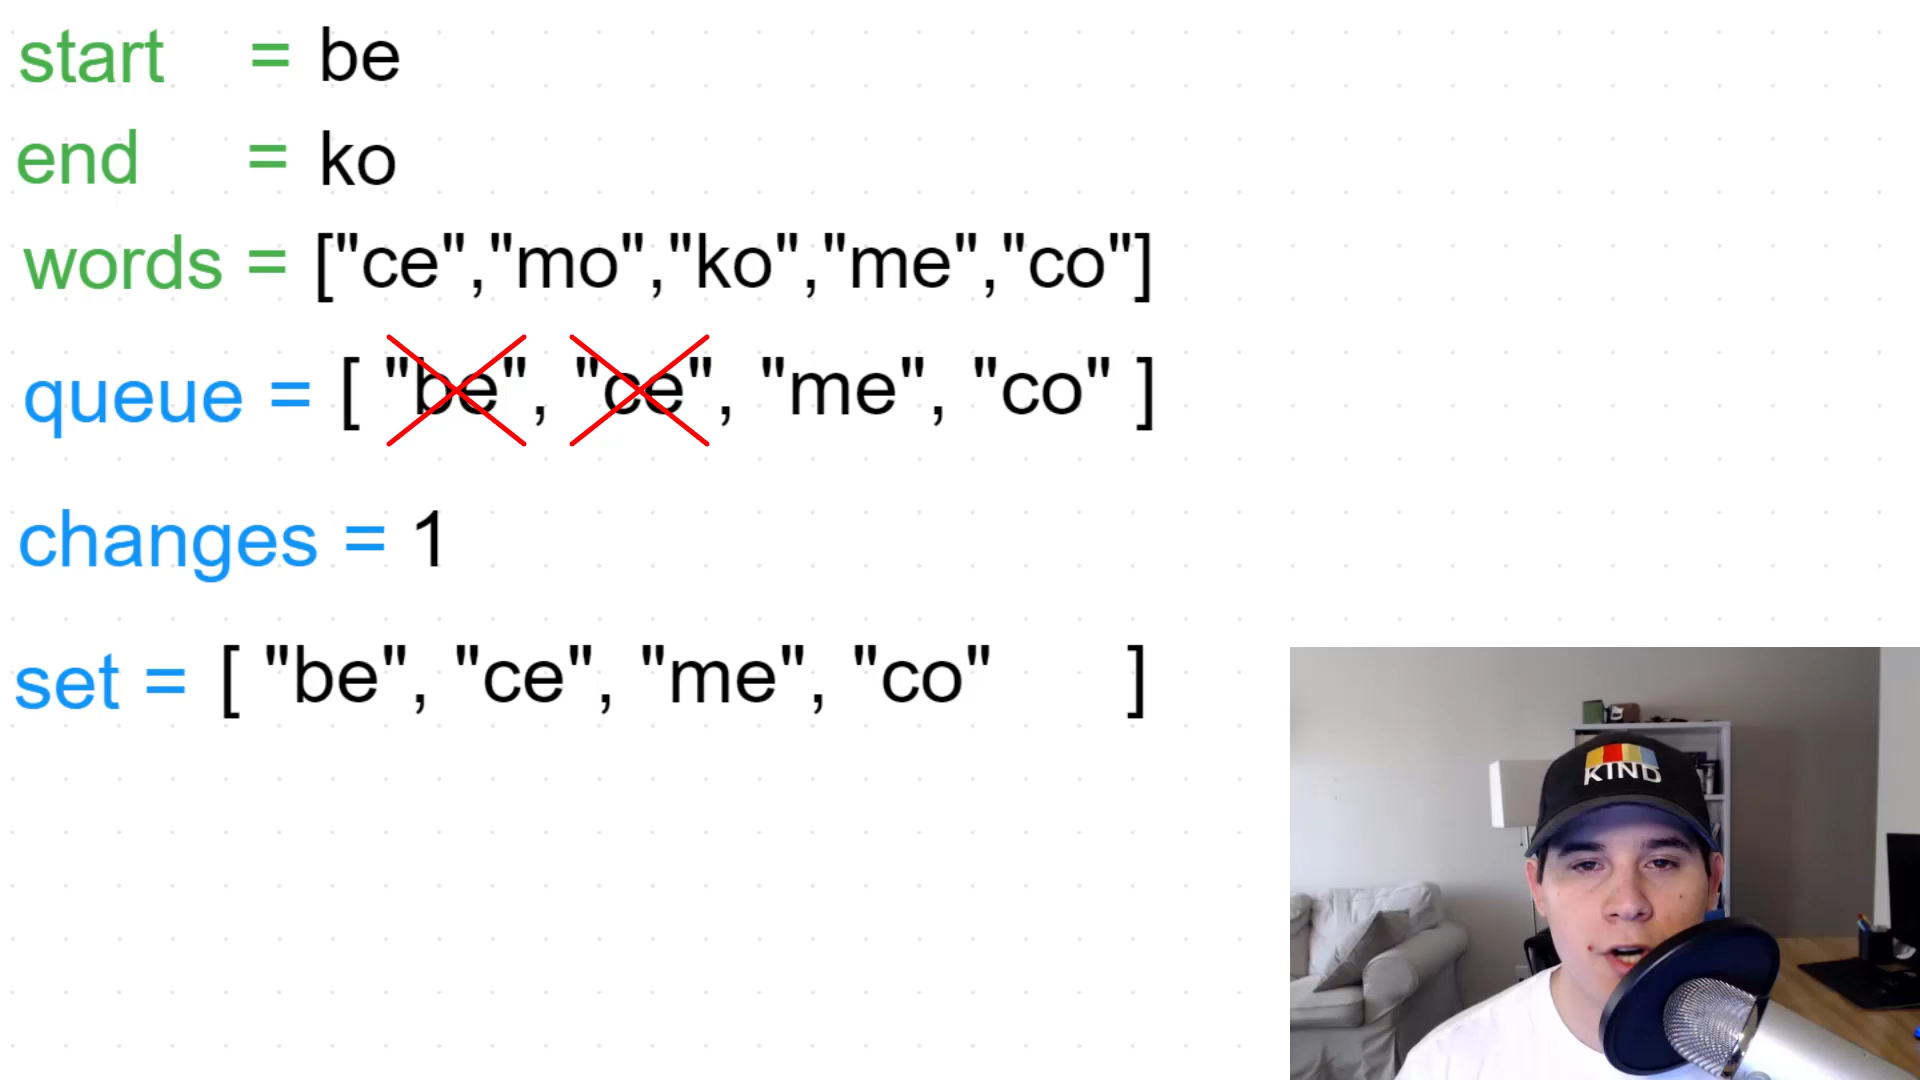 start = be
end = ko
words = ["ce","mo","ko","me","co"]
queue = [ "be", "ce", "me", "co" ]
changes = 1
set = [ "be", "ce", "me", "co" ]
KIND